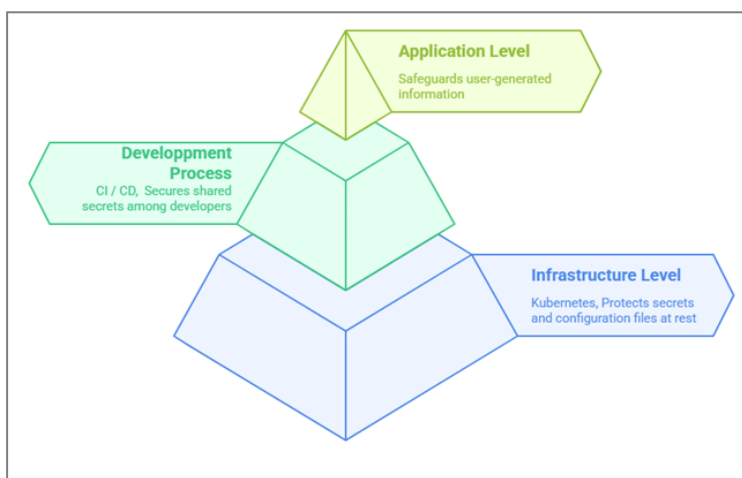 Application Level
Safeguards user-generated
information
Developpment
Process
CI / CD, Secures shared
secrets among developers
Infrastructure Level
Kubernetes, Protects secrets
and configuration files at rest